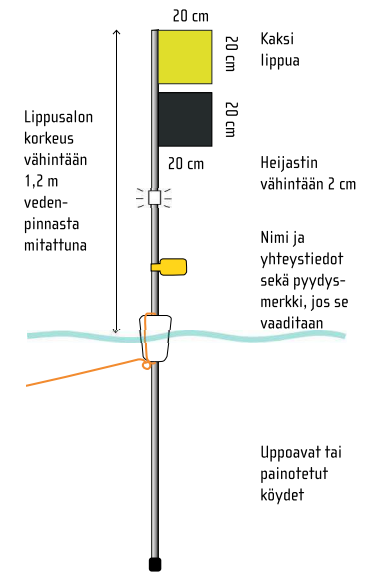 20 cm
20 cm
Kaksi
lippua
20 cm
20 cm
Lippusalon
korkeus
vähintään
1,2 m
veden-
pinnasta
mitattuna
Heijastin
vähintään 2 cm
Nimi ja
yhteystiedot
sekä pyydys-
merkki, jos se
vaaditaan
Uppoavat tai
painotetut
köydet